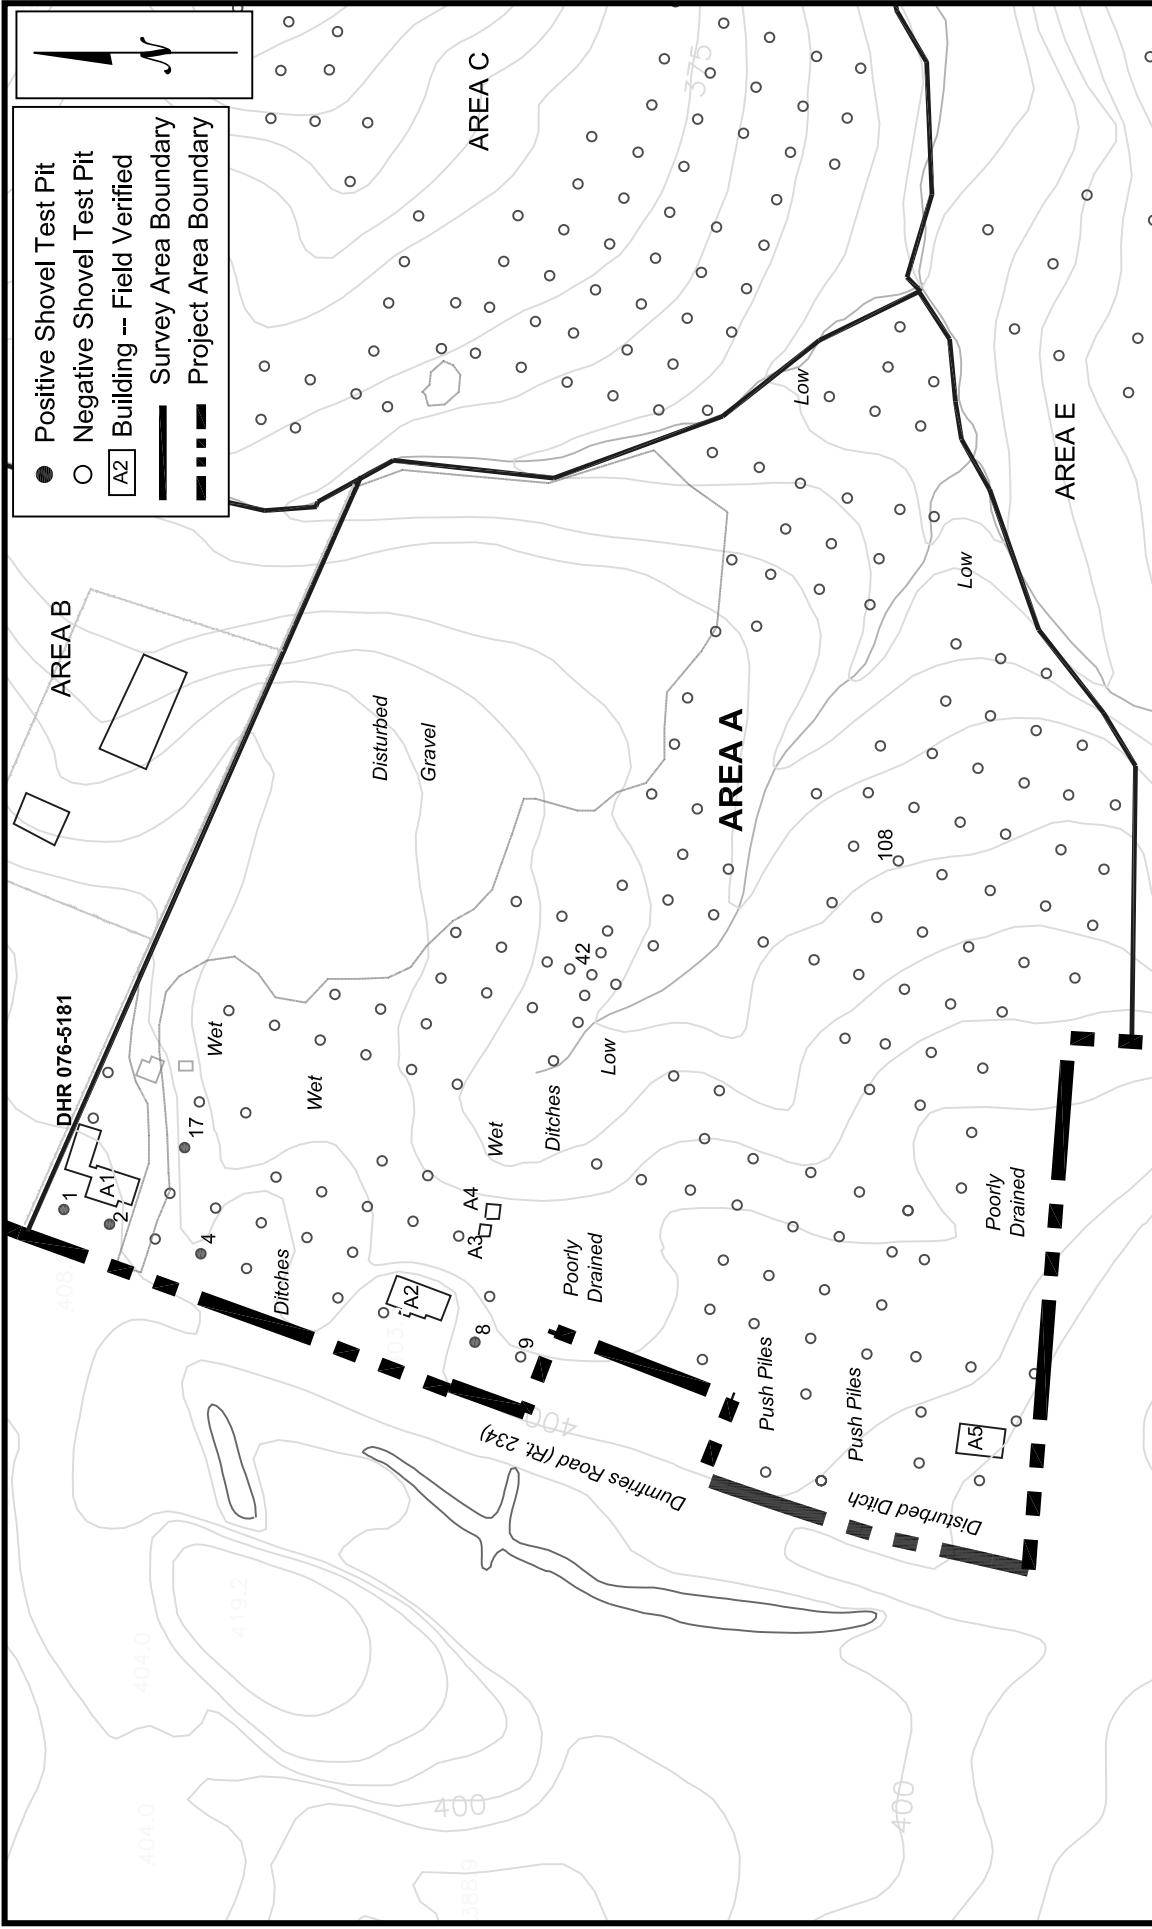 N
Positive Shovel Test Pit
Negative Shovel Test Pit
A2 Building -- Field Verified
Survey Area Boundary
Project Area Boundary
AREA C
375
AREA B
AREA E
Low
Low
Disturbed
Gravel
AREA A
108
42
DHR 076-5181
Wet
Wet
Wet
Low
Ditches
17
1
A1
2
4
Ditches
A4
A3
A2
8
9
Poorly
Drained
Poorly
Drained
Push Piles
Push Piles
A5
Dumfries Road (Rt. 234)
Disturbed Ditch
400
400
400
404.0
404.0
419.2
388.9